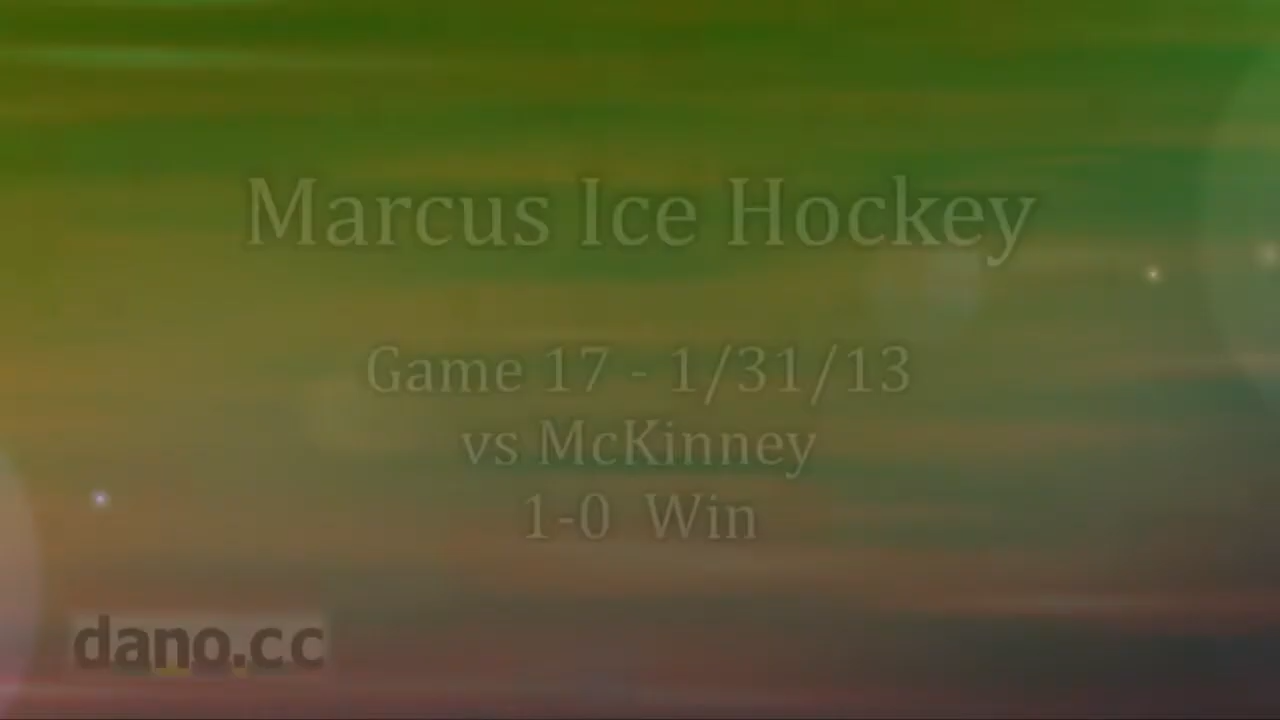 Marcus Ice Hockey
Game 17 - 1/31/13
vs McKinney
1-0 Win
dano.cc